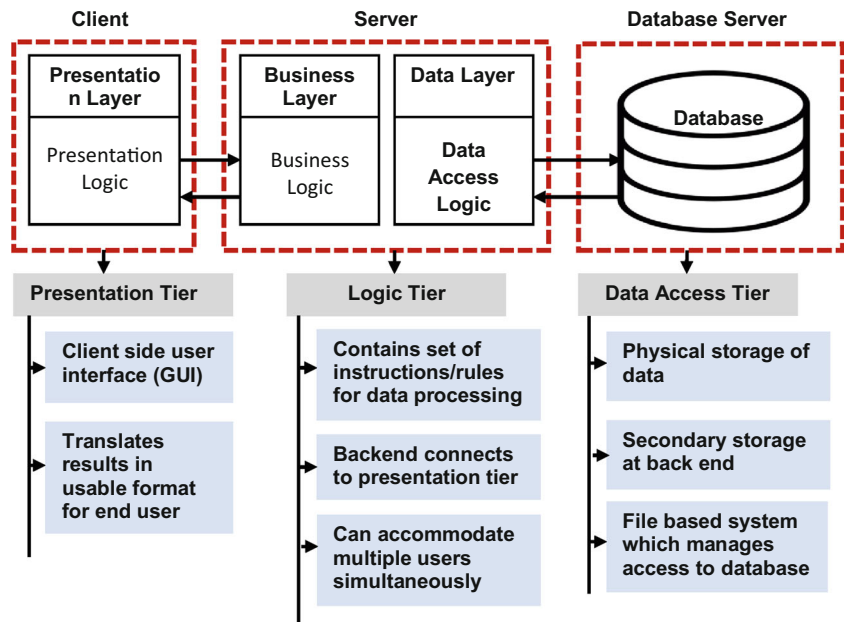 Client
Server
Database Server
Presentatio
n Layer
Presentation
Logic
Business
Layer
Business
Logic
Data Layer
Data
Access
Logic
Database
Presentation Tier
Client side user
interface (GUI)
Translates
results in
usable format
for end user
Logic Tier
Contains set of
instructions/rules
for data processing
Backend connects
to presentation tier
Can accommodate
multiple users
simultaneously
Data Access Tier
Physical storage of
data
Secondary storage
at back end
File based system
which manages
access to database